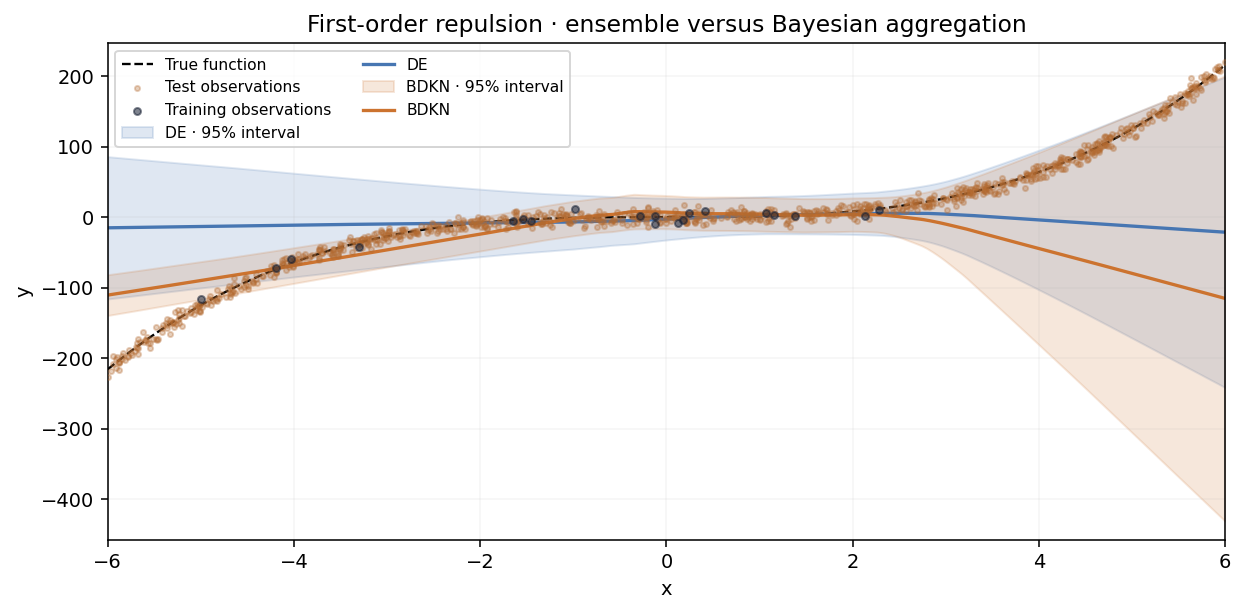 First-order repulsion · ensemble versus Bayesian aggregation
True function
Test observations
Training observations
DE · 95% interval
DE
BDKN · 95% interval
BDKN
y
200
100
0
−100
−200
−300
−400
−6
−4
−2
0
2
4
6
x